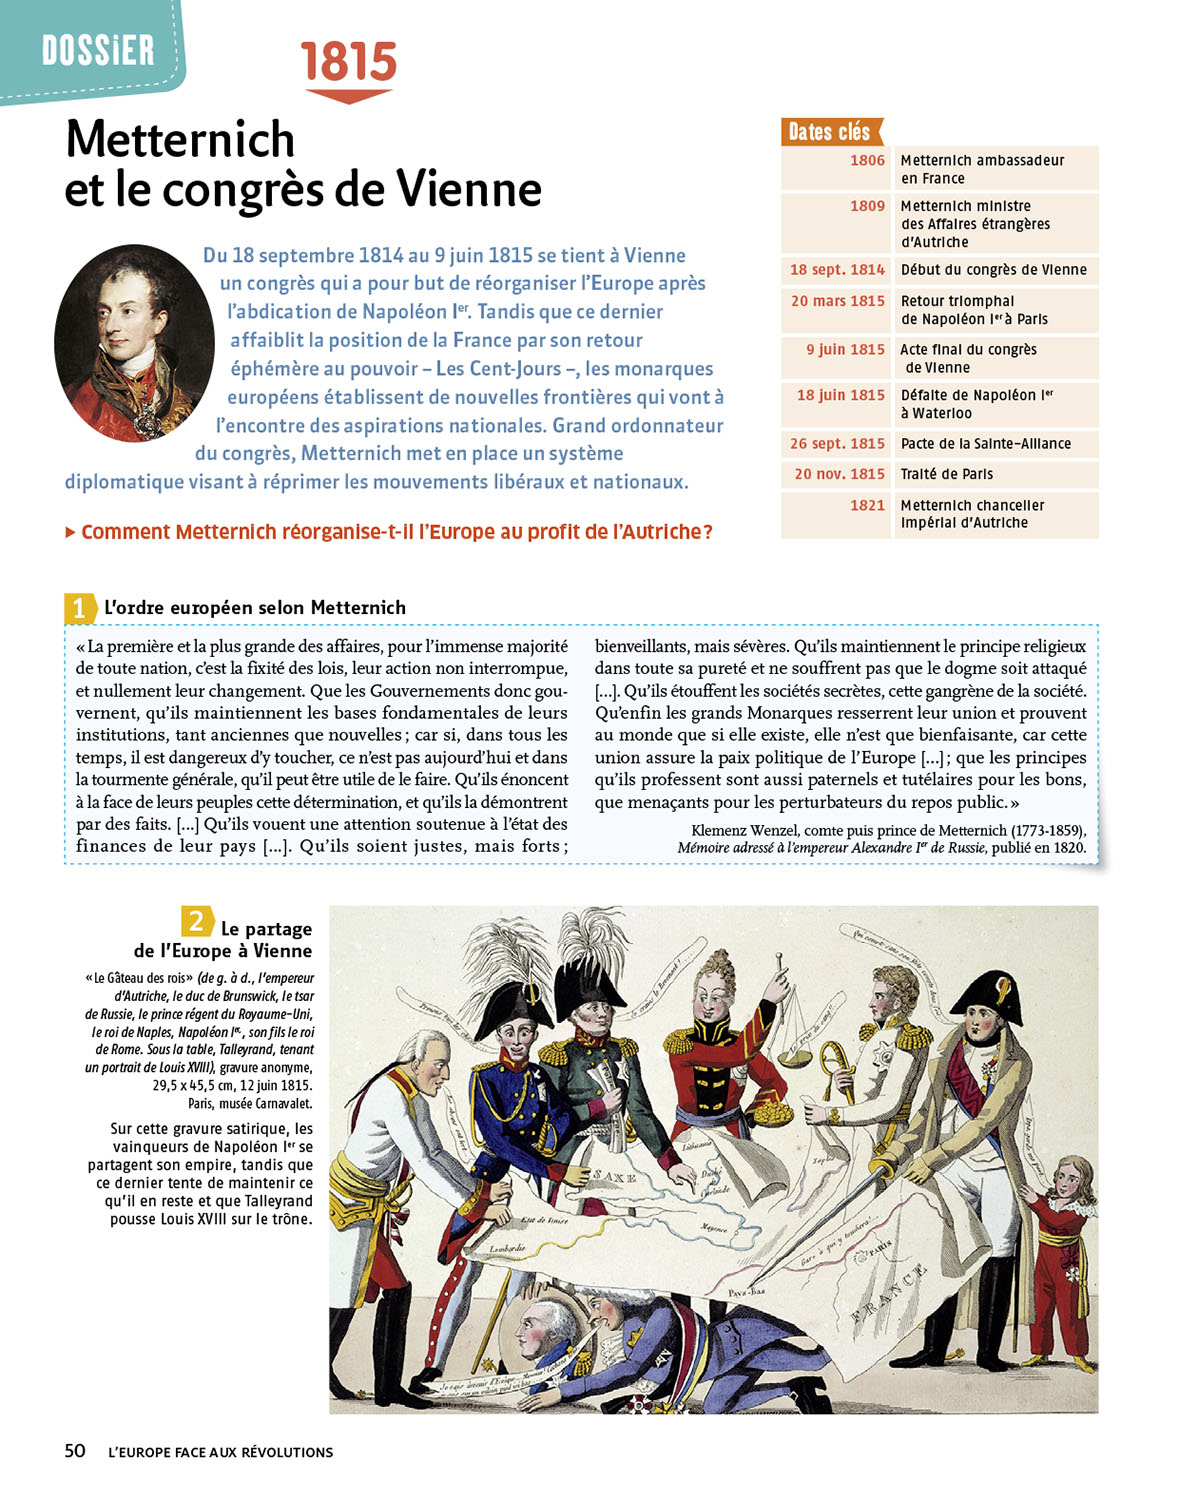 DOSSiER
1815
Metternich
et le congrès de Vienne
Du 18 septembre 1814 au 9 juin 1815 se tient à Vienne
un congrès qui a pour but de réorganiser l'Europe après
l'abdication de Napoléon Ier. Tandis que ce dernier
affaiblit la position de la France par son retour
éphémère au pouvoir – Les Cent-Jours –, les monarques
européens établissent de nouvelles frontières qui vont à
l'encontre des aspirations nationales. Grand ordonnateur
du congrès, Metternich met en place un système
diplomatique visant à réprimer les mouvements libéraux et nationaux.
▶ Comment Metternich réorganise-t-il l'Europe au profit de l'Autriche ?
Dates clés
1806 Metternich ambassadeur
en France
1809 Metternich ministre
des Affaires étrangères
d'Autriche
18 sept. 1814 Début du congrès de Vienne
20 mars 1815 Retour triomphal
de Napoléon Ier à Paris
9 juin 1815 Acte final du congrès
de Vienne
18 juin 1815 Défaite de Napoléon Ier
à Waterloo
26 sept. 1815 Pacte de la Sainte-Alliance
20 nov. 1815 Traité de Paris
1821 Metternich chancelier
impérial d'Autriche
1 L'ordre européen selon Metternich
« La première et la plus grande des affaires, pour l'immense majorité
de toute nation, c'est la fixité des lois, leur action non interrompue,
et nullement leur changement. Que les Gouvernements donc gou-
vernent, qu'ils maintiennent les bases fondamentales de leurs
institutions, tant anciennes que nouvelles ; car si, dans tous les
temps, il est dangereux d'y toucher, ce n'est pas aujourd'hui et dans
la tourmente générale, qu'il peut être utile de le faire. Qu'ils énoncent
à la face de leurs peuples cette détermination, et qu'ils la démontrent
par des faits. [...] Qu'ils vouent une attention soutenue à l'état des
finances de leur pays [...]. Qu'ils soient justes, mais forts ;
bienveillants, mais sévères. Qu'ils maintiennent le principe religieux
dans toute sa pureté et ne souffrent pas que le dogme soit attaqué
[...]. Qu'ils étouffent les sociétés secrètes, cette gangrène de la société.
Qu'enfin les grands Monarques resserrent leur union et prouvent
au monde que si elle existe, elle n'est que bienfaisante, car cette
union assure la paix politique de l'Europe [...] ; que les principes
qu'ils professent sont aussi paternels et tutélaires pour les bons,
que menaçants pour les perturbateurs du repos public. »
Klemenz Wenzel, comte puis prince de Metternich (1773-1859),
Mémoire adressé à l'empereur Alexandre Ier de Russie, publié en 1820.
2 Le partage
de l'Europe à Vienne
« Le Gâteau des rois » (de g. à d., l'empereur
d'Autriche, le duc de Brunswick, le tsar
de Russie, le prince régent du Royaume-Uni,
le roi de Naples, Napoléon Ier, son fils le roi
de Rome. Sous la table, Talleyrand, tenant
un portrait de Louis XVIII), gravure anonyme,
29,5 x 45,5 cm, 12 juin 1815.
Paris, musée Carnavalet.
Sur cette gravure satirique, les
vainqueurs de Napoléon Ier se
partagent son empire, tandis que
ce dernier tente de maintenir ce
qu'il en reste et que Talleyrand
pousse Louis XVIII sur le trône.
SAXE
Lithuanie
Duché
Etat de Venise
Lombardie
Mayence
Pays-Bas
Gare à qui y touchera!..
PARIS
FRANCE
50 L'EUROPE FACE AUX RÉVOLUTIONS